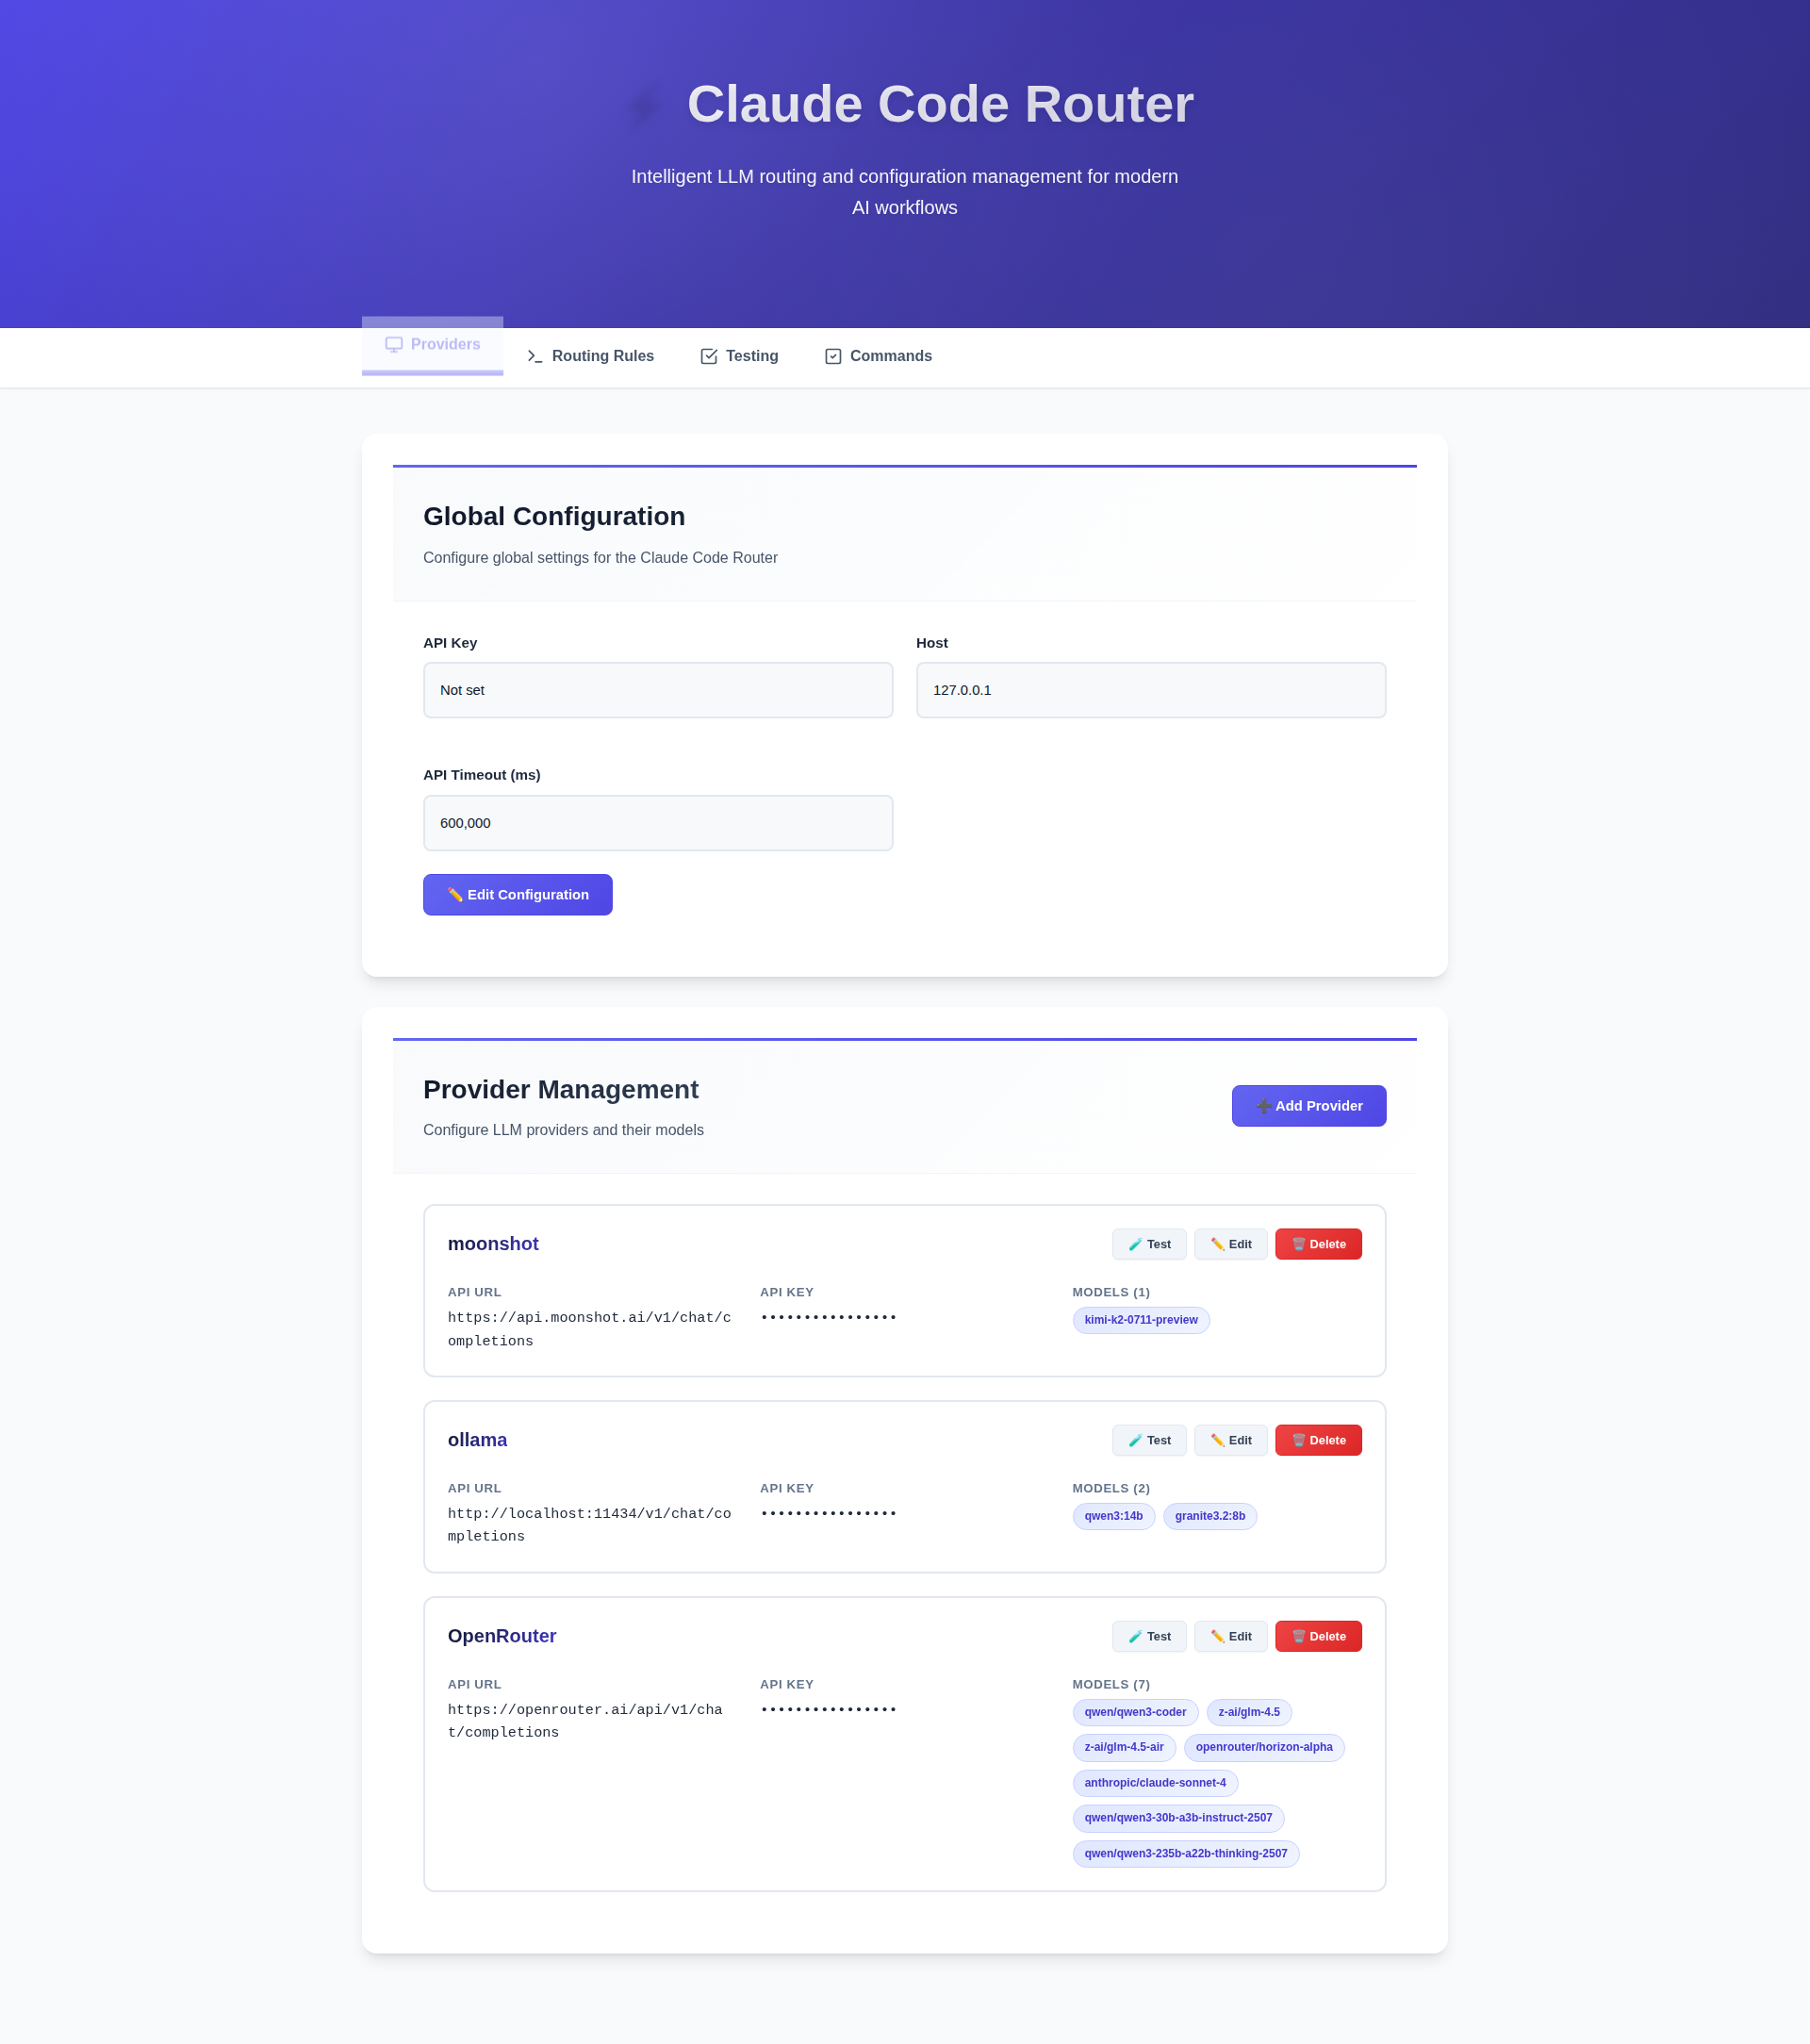 Claude Code Router
Intelligent LLM routing and configuration management for modern
AI workflows
Providers
Routing Rules
Testing
Commands
Global Configuration
Configure global settings for the Claude Code Router
API Key
Host
Not set
127.0.0.1
API Timeout (ms)
600,000
✏️ Edit Configuration
Provider Management
Configure LLM providers and their models
➕ Add Provider
moonshot
🧪 Test
✏️ Edit
🗑️ Delete
API URL
https://api.moonshot.ai/v1/chat/c
ompletions
API KEY
••••••••••••••••
MODELS (1)
kimi-k2-0711-preview
ollama
🧪 Test
✏️ Edit
🗑️ Delete
API URL
http://localhost:11434/v1/chat/co
mpletions
API KEY
••••••••••••••••
MODELS (2)
qwen3:14b
granite3.2:8b
OpenRouter
🧪 Test
✏️ Edit
🗑️ Delete
API URL
https://openrouter.ai/api/v1/cha
t/completions
API KEY
••••••••••••••••
MODELS (7)
qwen/qwen3-coder
z-ai/glm-4.5
z-ai/glm-4.5-air
openrouter/horizon-alpha
anthropic/claude-sonnet-4
qwen/qwen3-30b-a3b-instruct-2507
qwen/qwen3-235b-a22b-thinking-2507